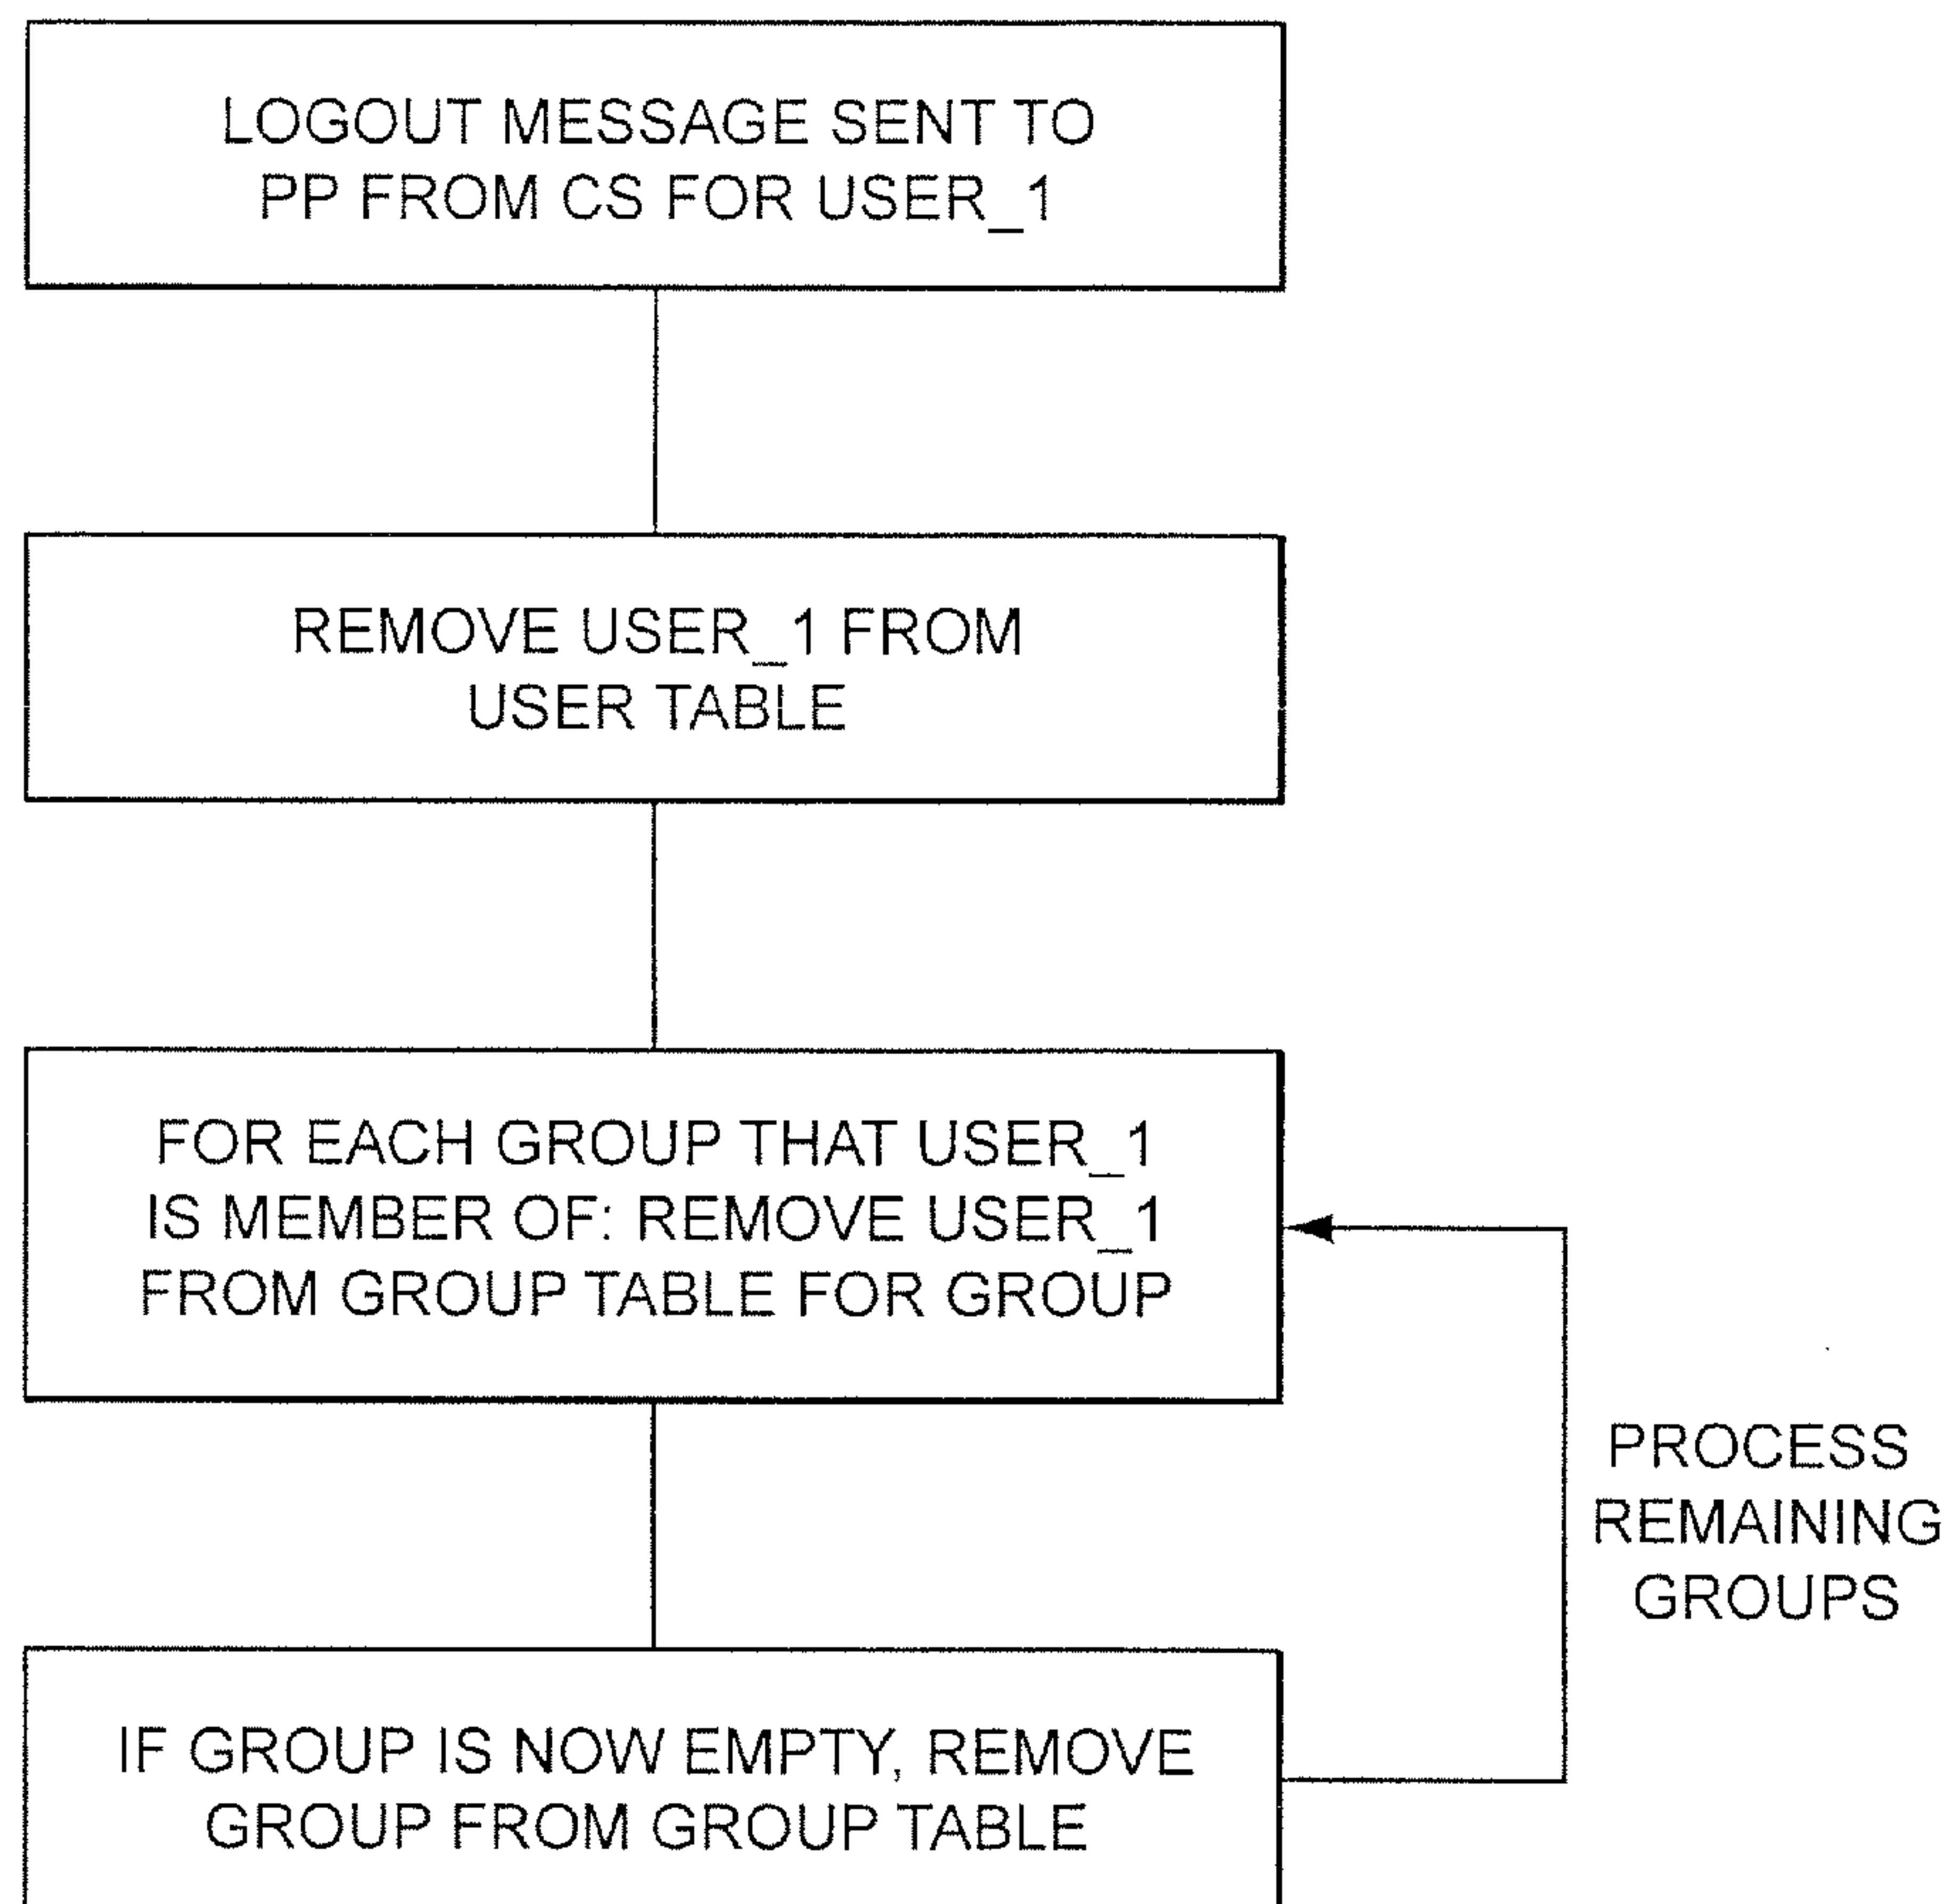 LOGOUT MESSAGE SENT TO
PP FROM CS FOR USER_1
REMOVE USER_1 FROM
USER TABLE
FOR EACH GROUP THAT USER_1
IS MEMBER OF: REMOVE USER_1
FROM GROUP TABLE FOR GROUP
PROCESS
REMAINING
GROUPS
IF GROUP IS NOW EMPTY, REMOVE
GROUP FROM GROUP TABLE